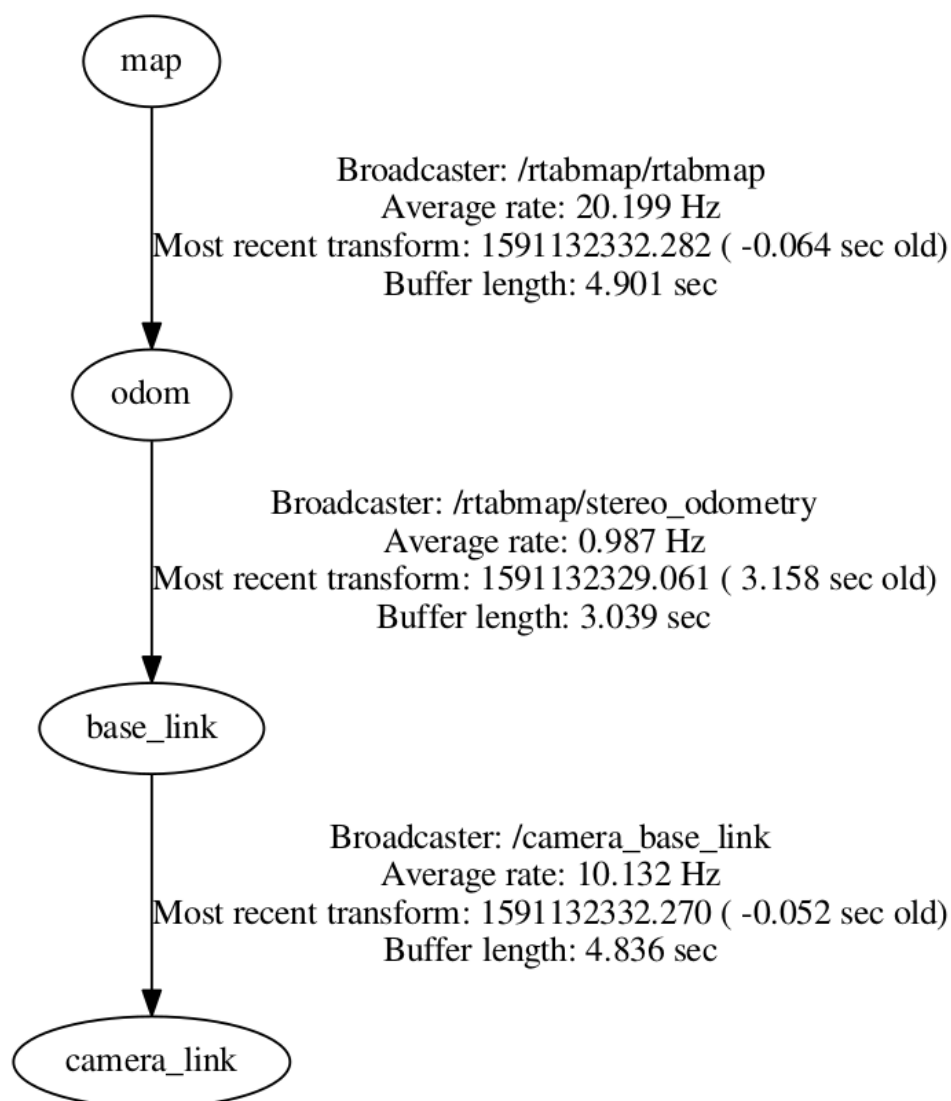 map
Broadcaster: /rtabmap/rtabmap
Average rate: 20.199 Hz
Most recent transform: 1591132332.282 ( -0.064 sec old)
Buffer length: 4.901 sec
odom
Broadcaster: /rtabmap/stereo_odometry
Average rate: 0.987 Hz
Most recent transform: 1591132329.061 ( 3.158 sec old)
Buffer length: 3.039 sec
base_link
Broadcaster: /camera_base_link
Average rate: 10.132 Hz
Most recent transform: 1591132332.270 ( -0.052 sec old)
Buffer length: 4.836 sec
camera_link